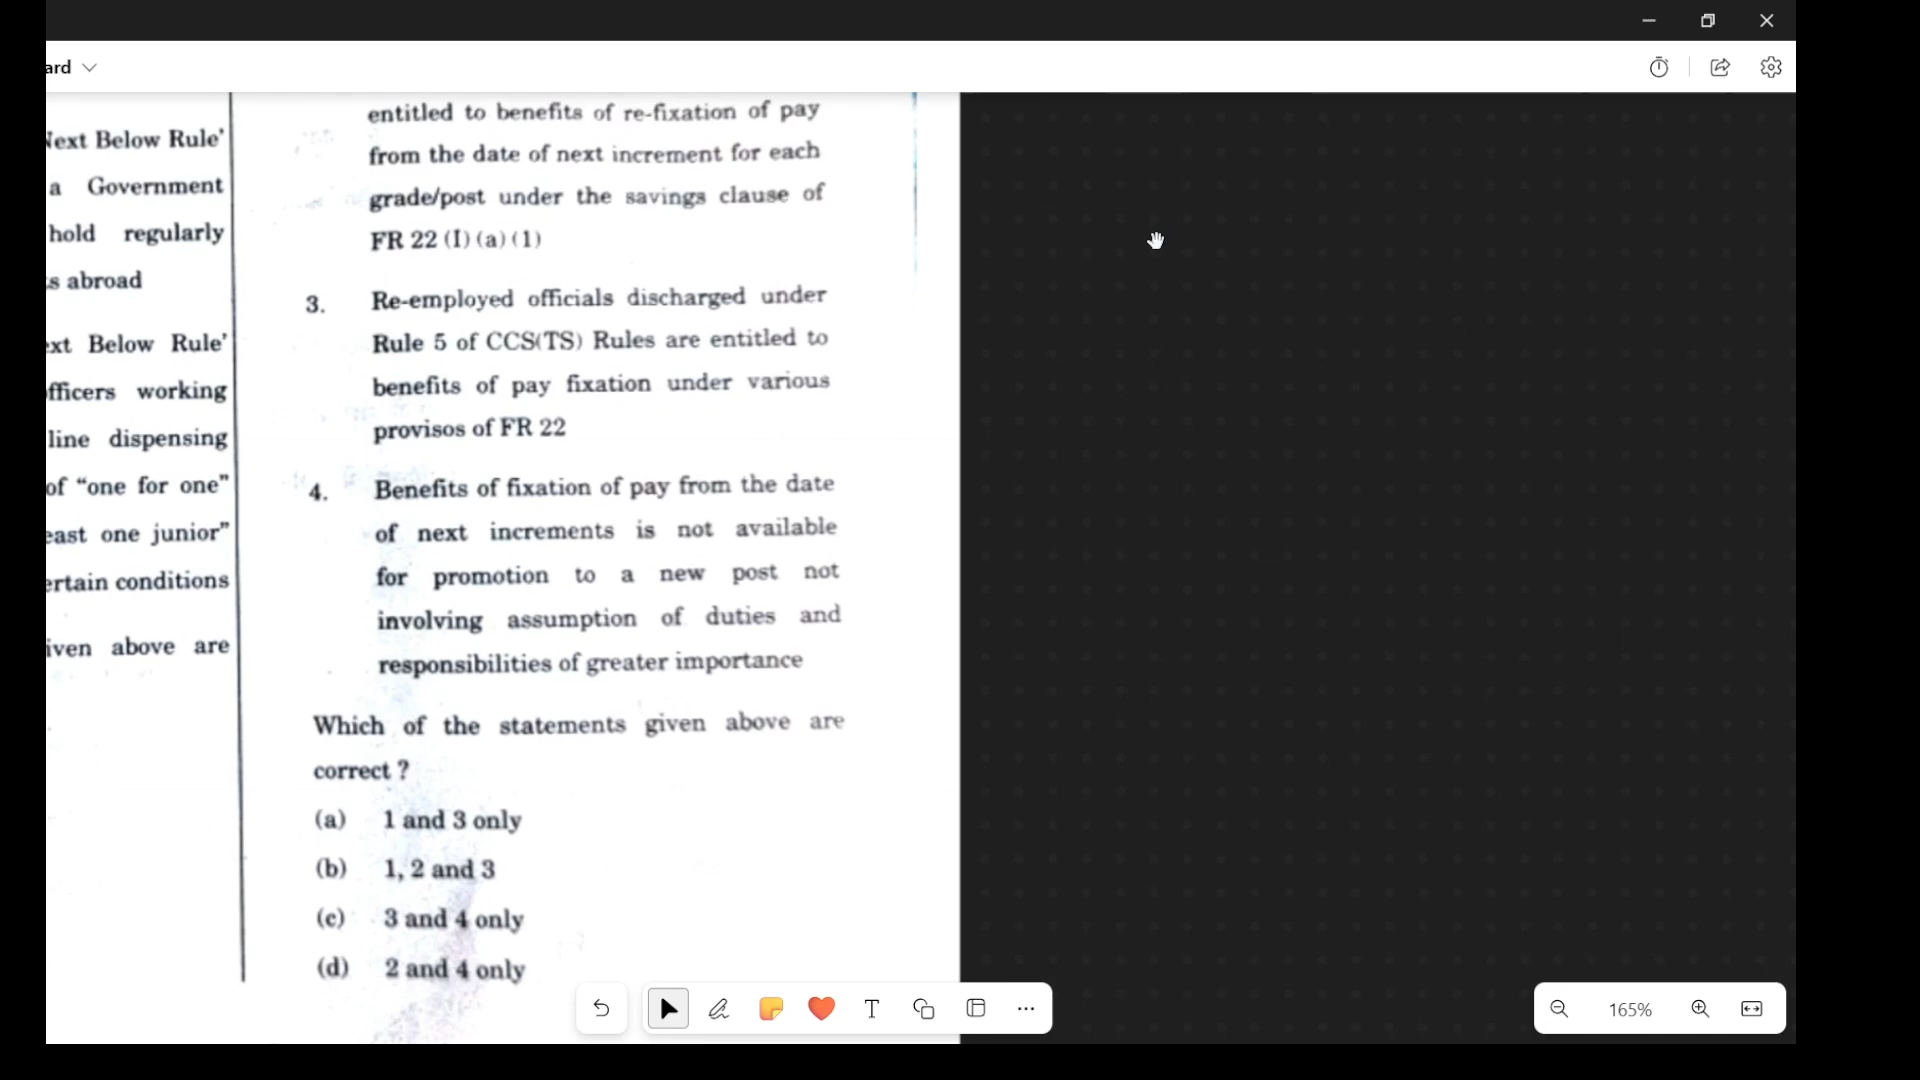 ard
Next Below Rule'
a Government
hold regularly
s abroad
xt Below Rule'
fficers working
line dispensing
of "one for one"
east one junior"
ertain conditions
iven above are
entitled to benefits of re-fixation of pay
from the date of next increment for each
grade/post under the savings clause of
FR 22 (I) (a) (1)
3. Re-employed officials discharged under
Rule 5 of CCS(TS) Rules are entitled to
benefits of pay fixation under various
provisos of FR 22
4. Benefits of fixation of pay from the date
of next increments is not available
for promotion to a new post not
involving assumption of duties and
responsibilities of greater importance
Which of the statements given above are
correct ?
(a) 1 and 3 only
(b) 1, 2 and 3
(c) 3 and 4 only
(d) 2 and 4 only
165%